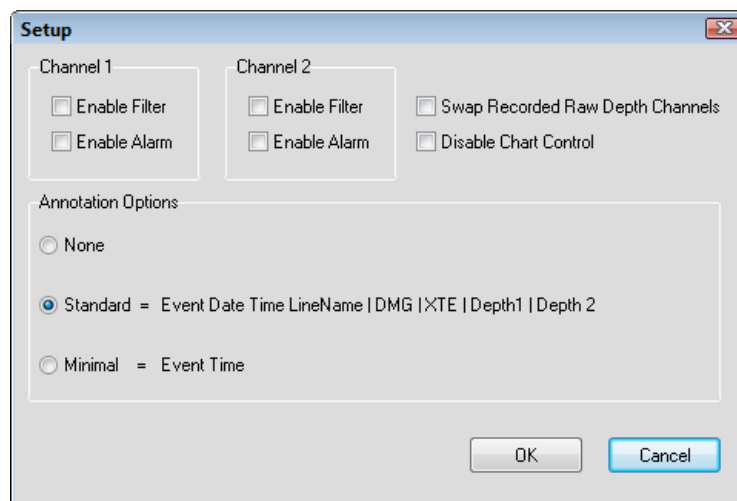 Setup
Channel 1
Enable Filter
Enable Alarm
Channel 2
Enable Filter
Enable Alarm
Swap Recorded Raw Depth Channels
Disable Chart Control
Annotation Options
None
Standard = Event Date Time LineName | DMG | XTE | Depth1 | Depth 2
Minimal = Event Time
OK
Cancel